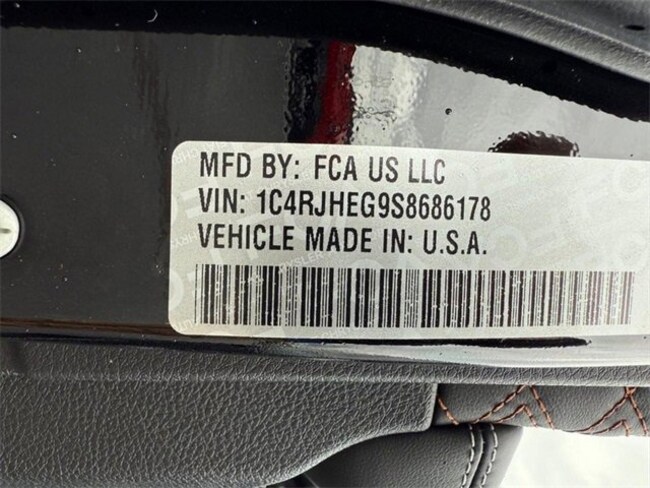 MFD BY: FCA US LLC
VIN: 1C4RJHEG9S8686178
VEHICLE MADE IN: U.S.A.